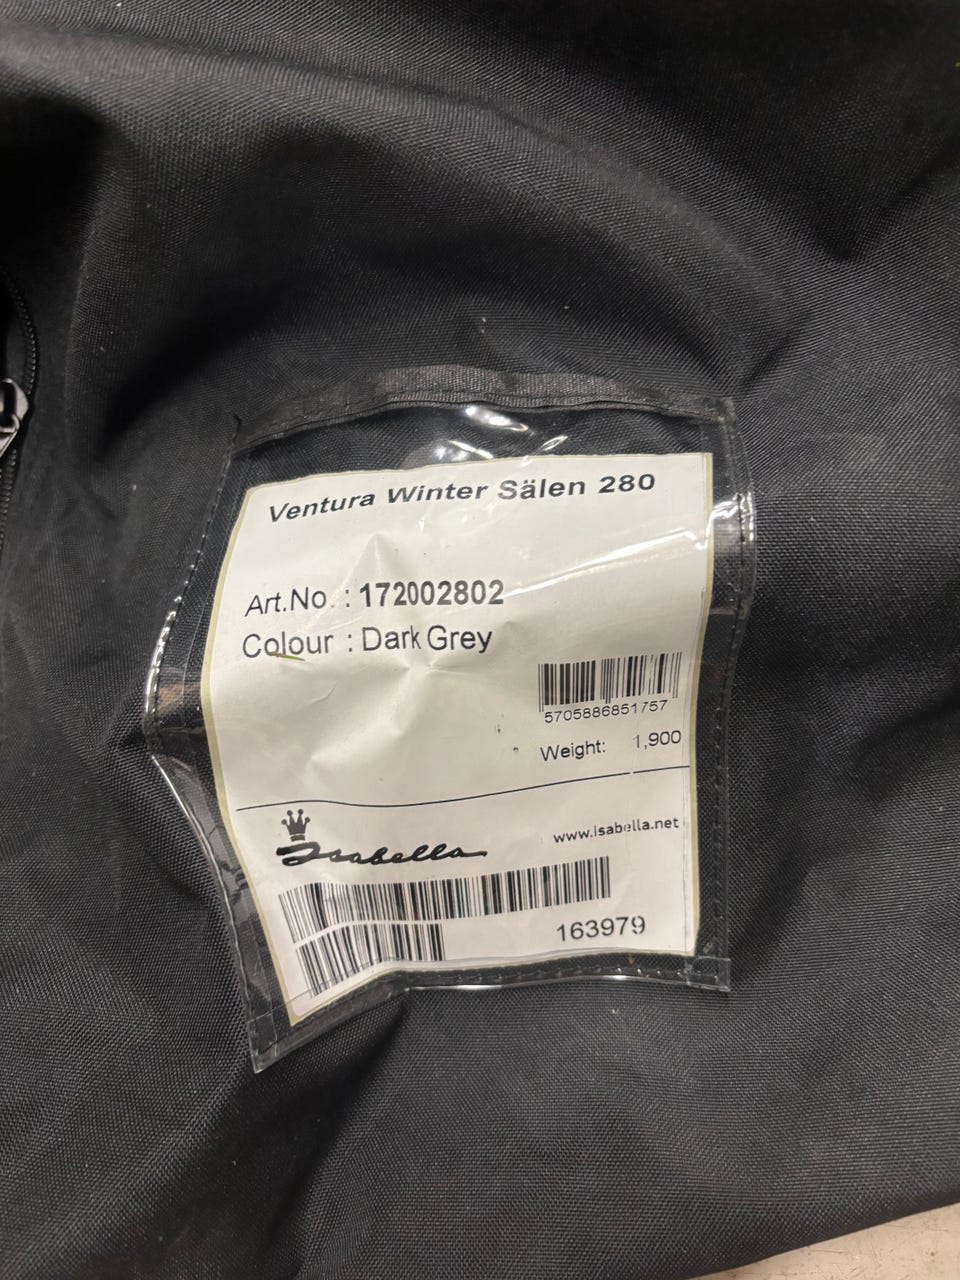 Ventura Winter Sälen 280
Art.No : 172002802
Colour : Dark Grey
5705886851757
Weight: 1,900
Isabella
www.isabella.net
163979